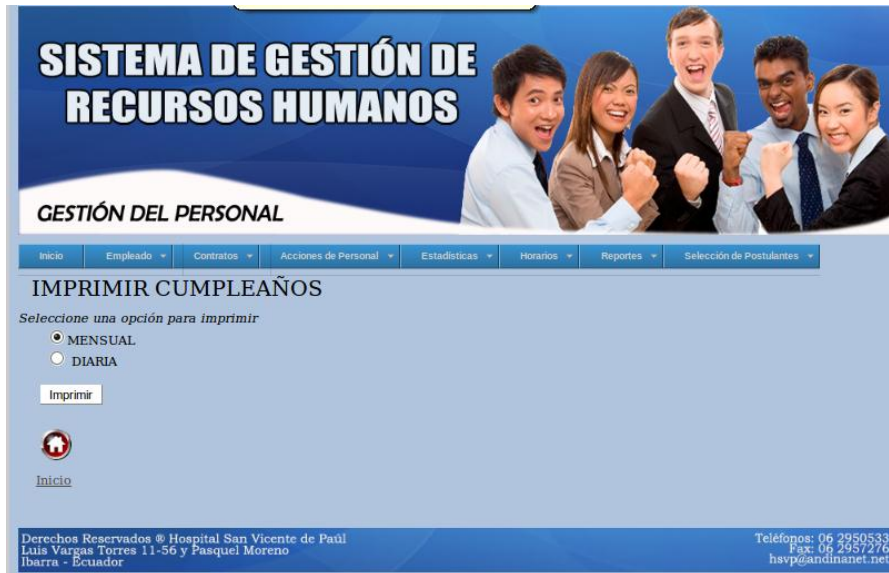 SISTEMA DE GESTIÓN DE
RECURSOS HUMANOS
GESTIÓN DEL PERSONAL
Inicio Empleado Contratos Acciones de Personal Estadísticas Horarios Reportes Selección de Postulantes
IMPRIMIR CUMPLEAÑOS
Seleccione una opción para imprimir
MENSUAL
DIARIA
Imprimir
Inicio
Derechos Reservados ® Hospital San Vicente de Paúl
Luis Vargas Torres 11-56 y Pasquel Moreno
Ibarra - Ecuador
Teléfonos: 06 2950533
Fax: 06 2957276
hsvp@andinanet.net